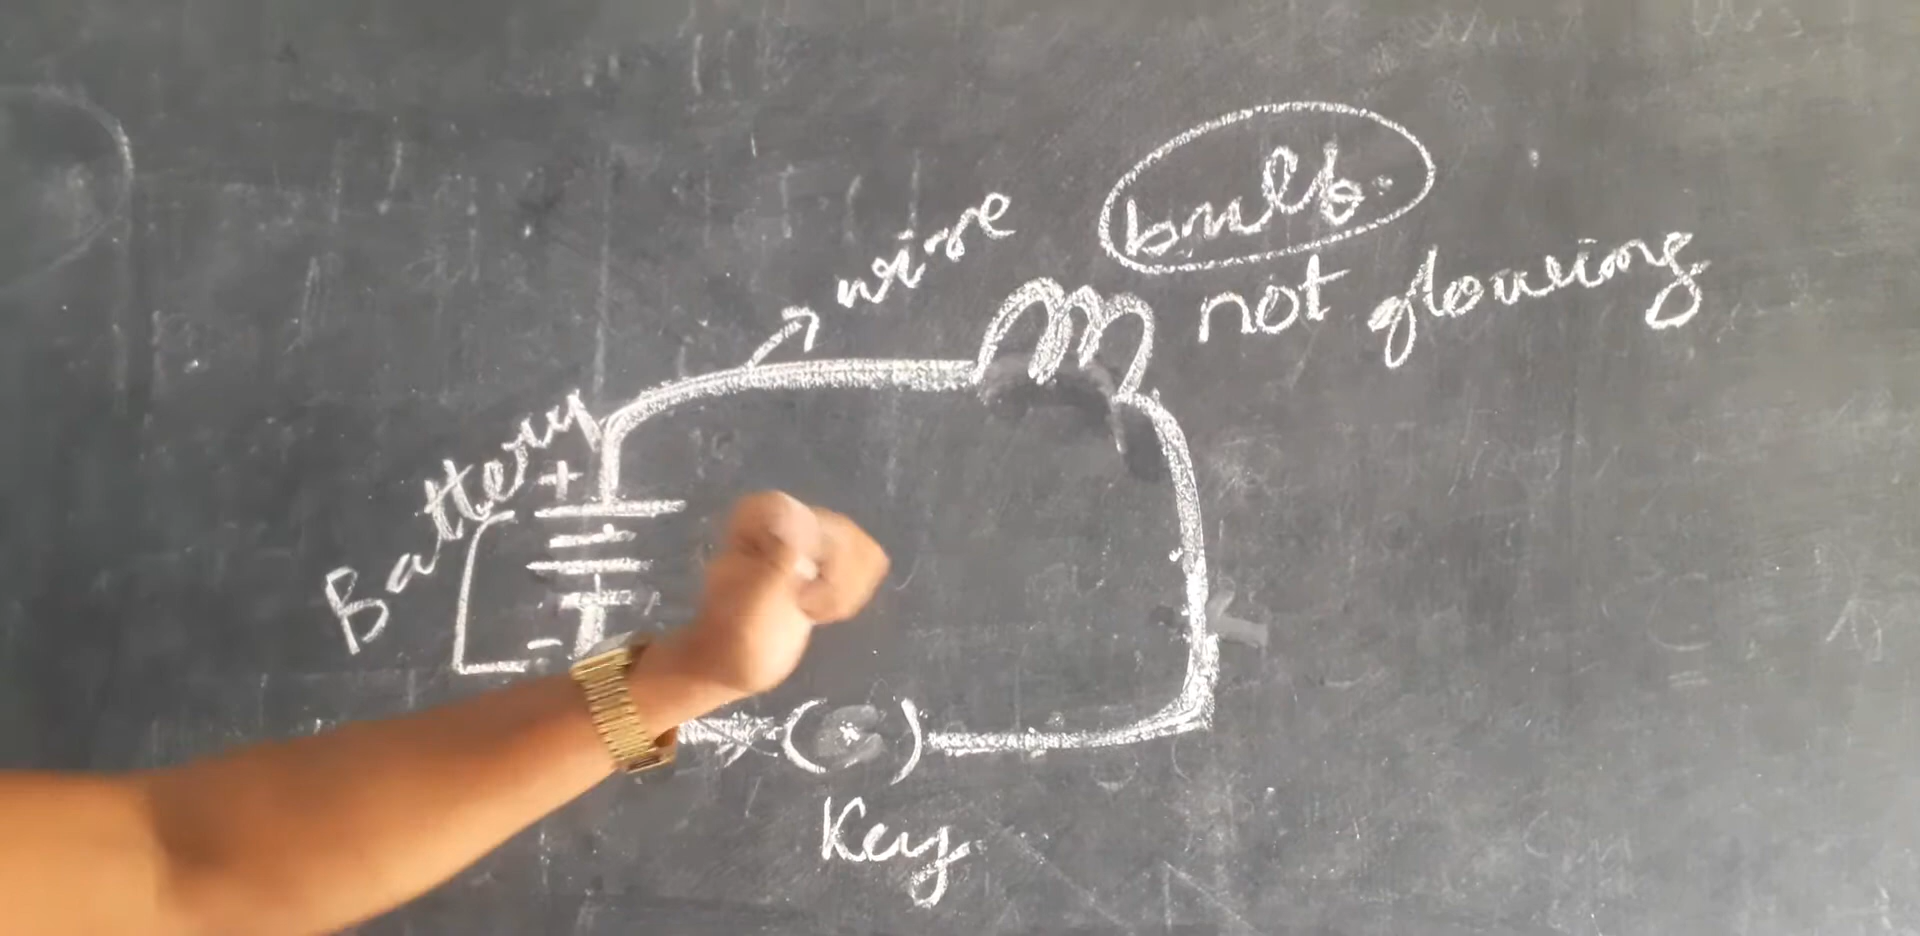 bulb.
wire
not glowing
Battery
+
-
Key